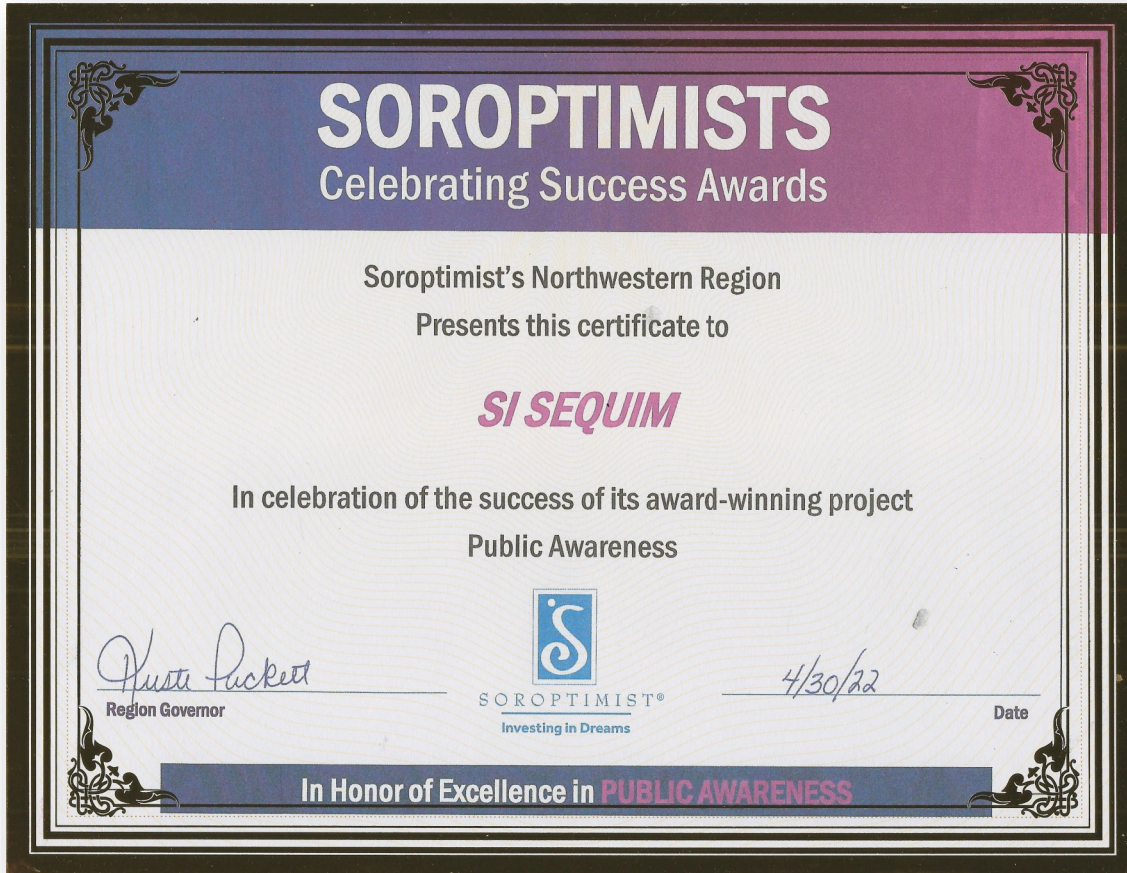 SOROPTIMISTS
Celebrating Success Awards
Soroptimist's Northwestern Region
Presents this certificate to
SI SEQUIM
In celebration of the success of its award-winning project
Public Awareness
Puckett
4/30/22
SOROPTIMIST®
Region Governor
Date
Investing in Dreams
In Honor of Excellence in PUBLIC AWARENESS